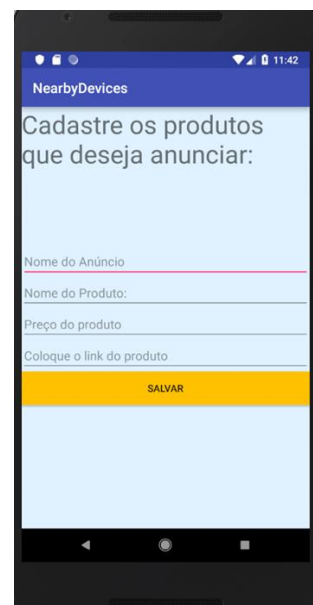 11:42
NearbyDevices
Cadastre os produtos
que deseja anunciar:
Nome do Anúncio
Nome do Produto:
Preço do produto
Coloque o link do produto
SALVAR